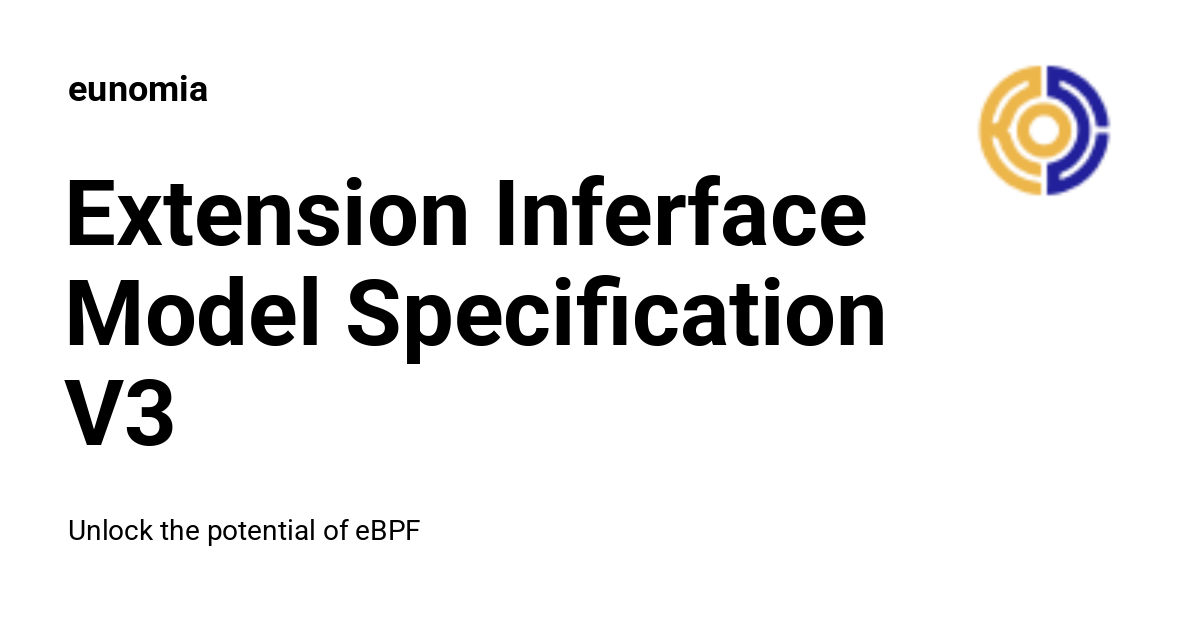 eunomia
Extension Inferface
Model Specification
V3
Unlock the potential of eBPF